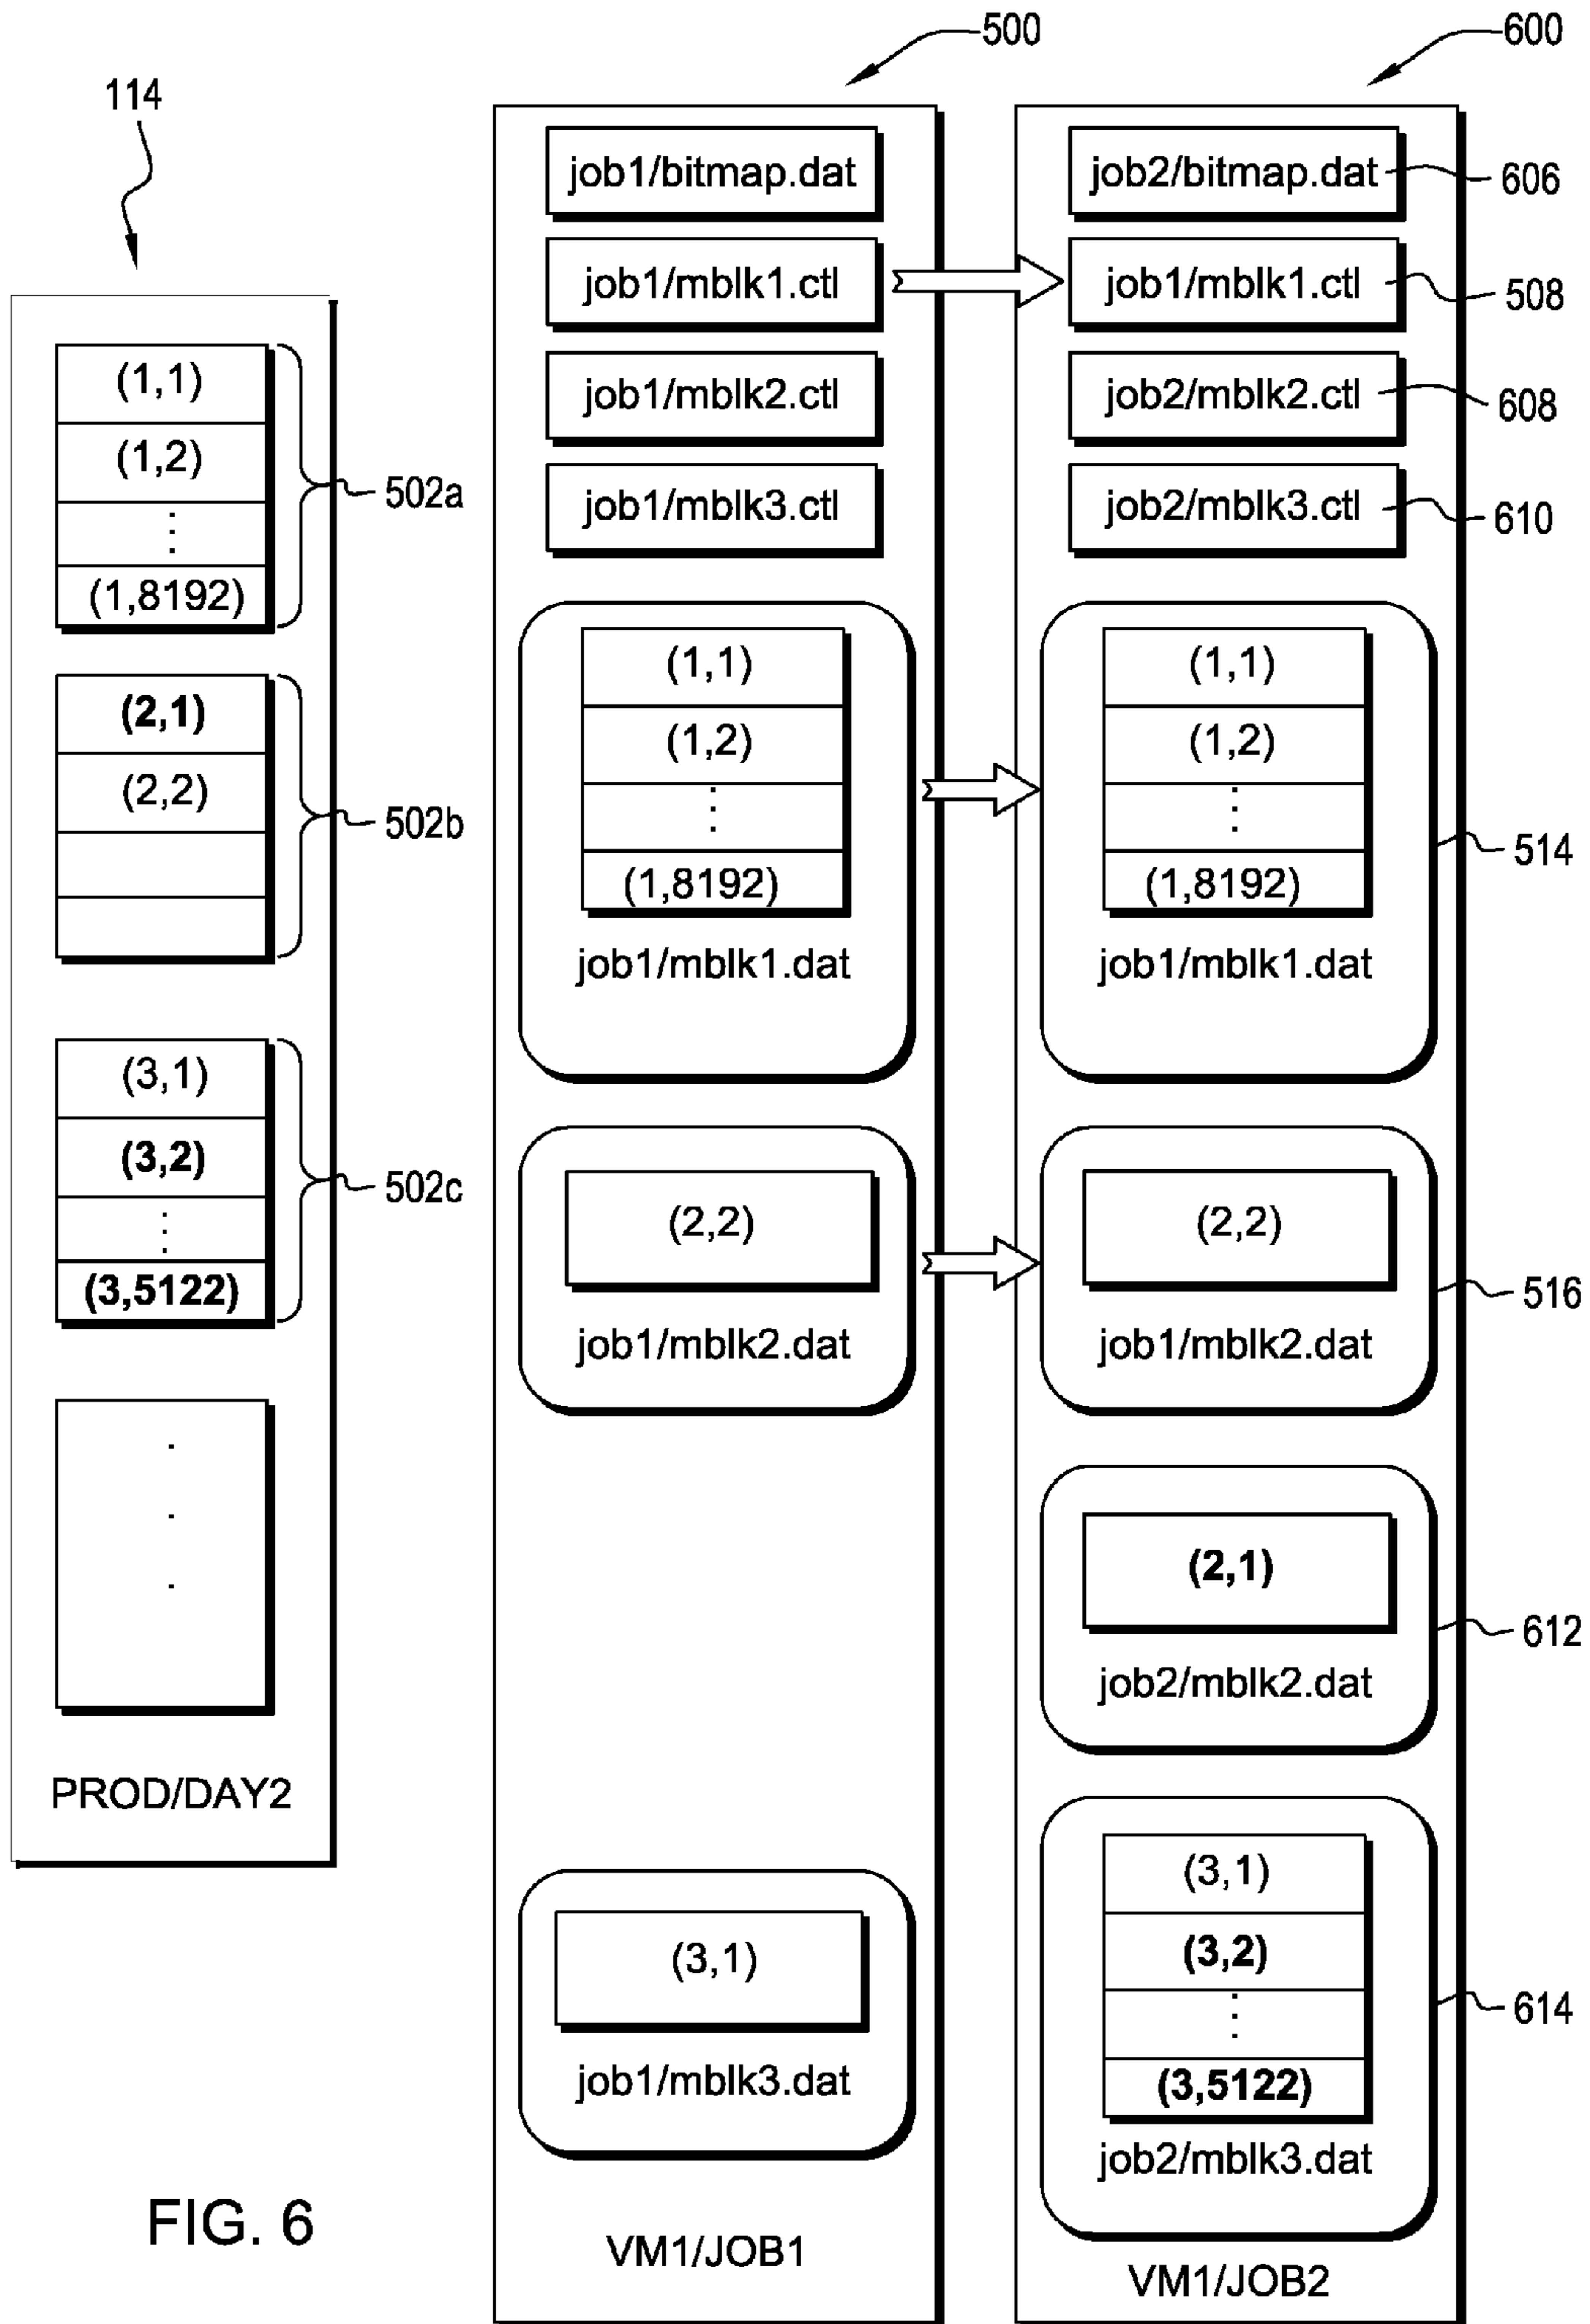 500
600
114
job1/bitmap.dat
job2/bitmap.dat
606
job1/mblk1.ctl
job1/mblk1.ctl
508
job1/mblk2.ctl
job2/mblk2.ctl
608
job1/mblk3.ctl
job2/mblk3.ctl
610
(1,1)
(1,2)
⋮
(1,8192)
502a
(2,1)
(2,2)
502b
(3,1)
(3,2)
⋮
(3,5122)
502c
.
.
.
PROD/DAY2
(1,1)
(1,2)
⋮
(1,8192)
job1/mblk1.dat
(1,1)
(1,2)
⋮
(1,8192)
job1/mblk1.dat
514
(2,2)
job1/mblk2.dat
(2,2)
job1/mblk2.dat
516
(2,1)
job2/mblk2.dat
612
(3,1)
job1/mblk3.dat
(3,1)
(3,2)
⋮
(3,5122)
job2/mblk3.dat
614
FIG. 6
VM1/JOB1
VM1/JOB2